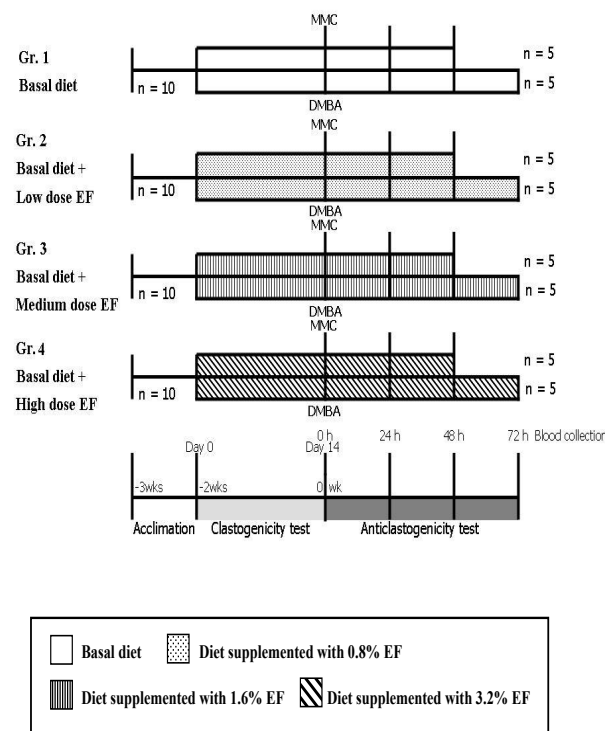 MMC
Gr. 1
Basal diet
n = 10
n = 5
n = 5
DMBA
MMC
Gr. 2
Basal diet +
Low dose EF
n = 10
n = 5
n = 5
DMBA
MMC
Gr. 3
Basal diet +
Medium dose EF
n = 10
n = 5
n = 5
DMBA
MMC
Gr. 4
Basal diet +
High dose EF
n = 10
n = 5
n = 5
DMBA
0 h 24 h 48 h 72 h Blood collection
Day 0 Day 14
-3wks -2wks 0 wk
Acclimation Clastogenicity test Anticlastogenicity test
Basal diet Diet supplemented with 0.8% EF
Diet supplemented with 1.6% EF Diet supplemented with 3.2% EF